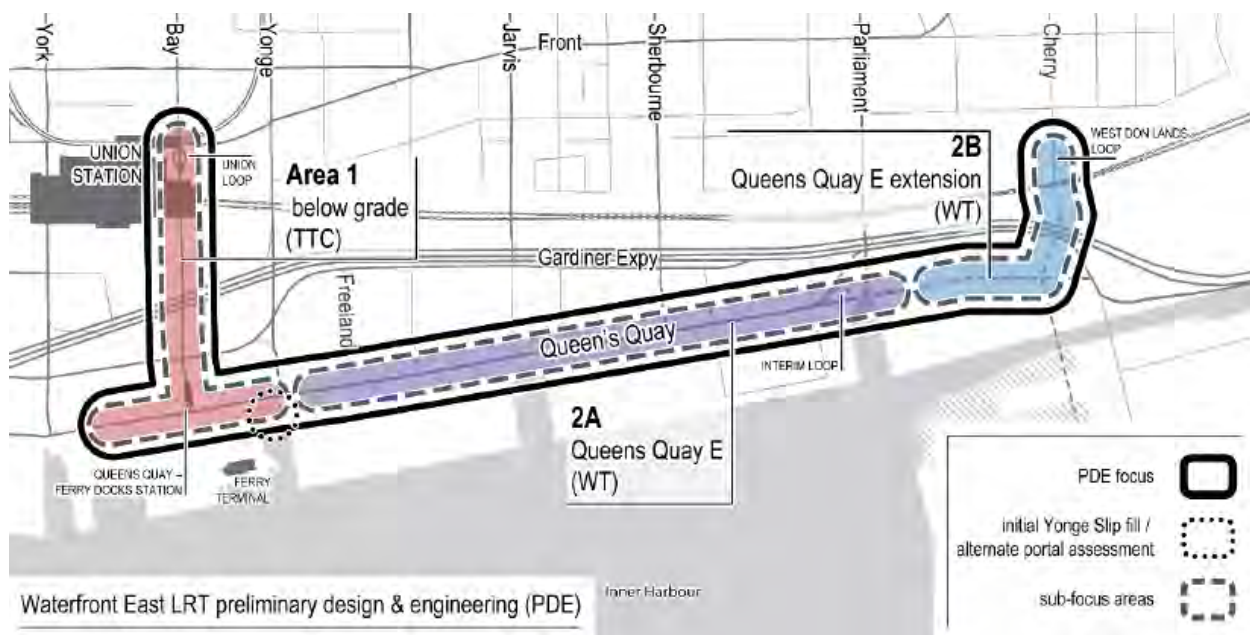 York
Bay
Yonge
Jarvis
Front
Sherbourne
Parliament
Cherry
UNION
STATION
UNION
LOOP
Area 1
below grade
(TTC)
2B
Queens Quay E extension
(WT)
WEST DON LANDS
LOOP
Gardiner Expy
Freeland
Queen's Quay
INTERIM LOOP
2A
Queens Quay E
(WT)
QUEENS QUAY –
FERRY DOCKS STATION
FERRY
TERMINAL
PDE focus
initial Yonge Slip fill /
alternate portal assessment
sub-focus areas
Inner Harbour
Waterfront East LRT preliminary design & engineering (PDE)